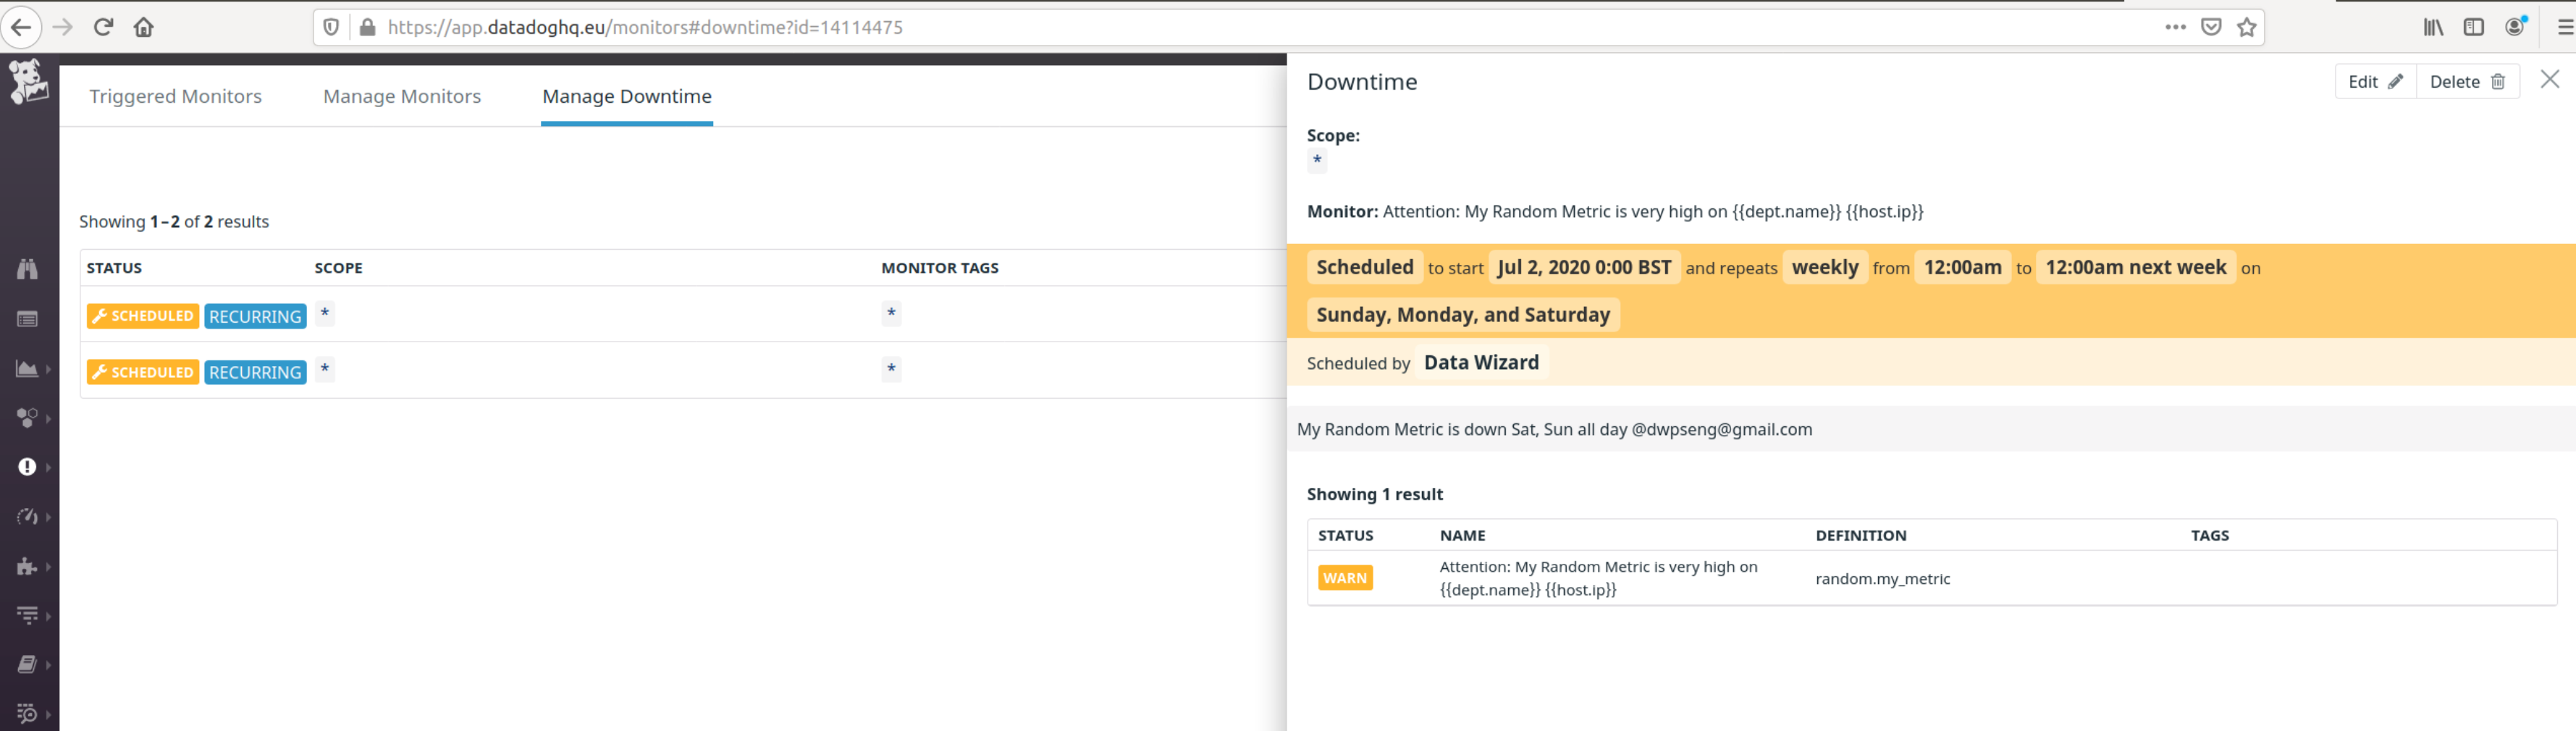 https://app.datadoghq.eu/monitors#downtime?id=14114475
Triggered Monitors Manage Monitors Manage Downtime
Showing 1–2 of 2 results
STATUS SCOPE MONITOR TAGS
SCHEDULED RECURRING * *
SCHEDULED RECURRING * *
Downtime
Edit Delete
Scope:
*
Monitor: Attention: My Random Metric is very high on {{dept.name}} {{host.ip}}
Scheduled to start Jul 2, 2020 0:00 BST and repeats weekly from 12:00am to 12:00am next week on
Sunday, Monday, and Saturday
Scheduled by Data Wizard
My Random Metric is down Sat, Sun all day @dwpseng@gmail.com
Showing 1 result
STATUS NAME DEFINITION TAGS
WARN Attention: My Random Metric is very high on
{{dept.name}} {{host.ip}}
random.my_metric